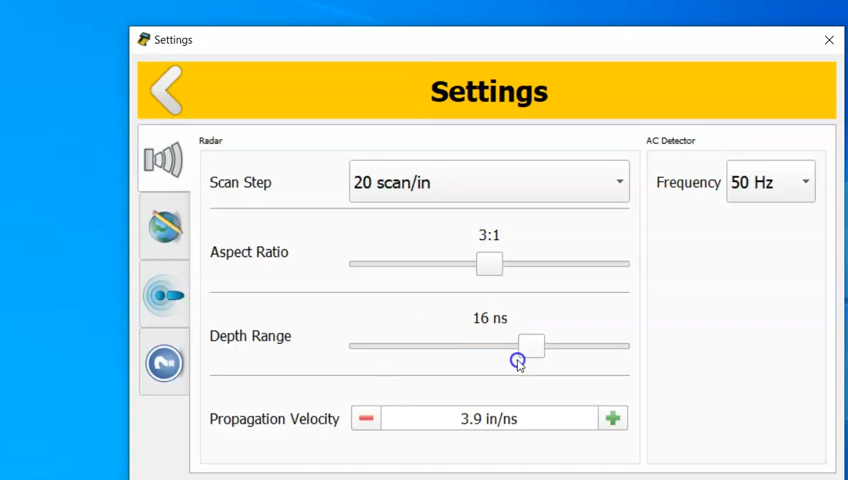 Settings
Settings
Radar
AC Detector
Scan Step
20 scan/in
Frequency
50 Hz
3:1
Aspect Ratio
16 ns
Depth Range
Propagation Velocity
3.9 in/ns